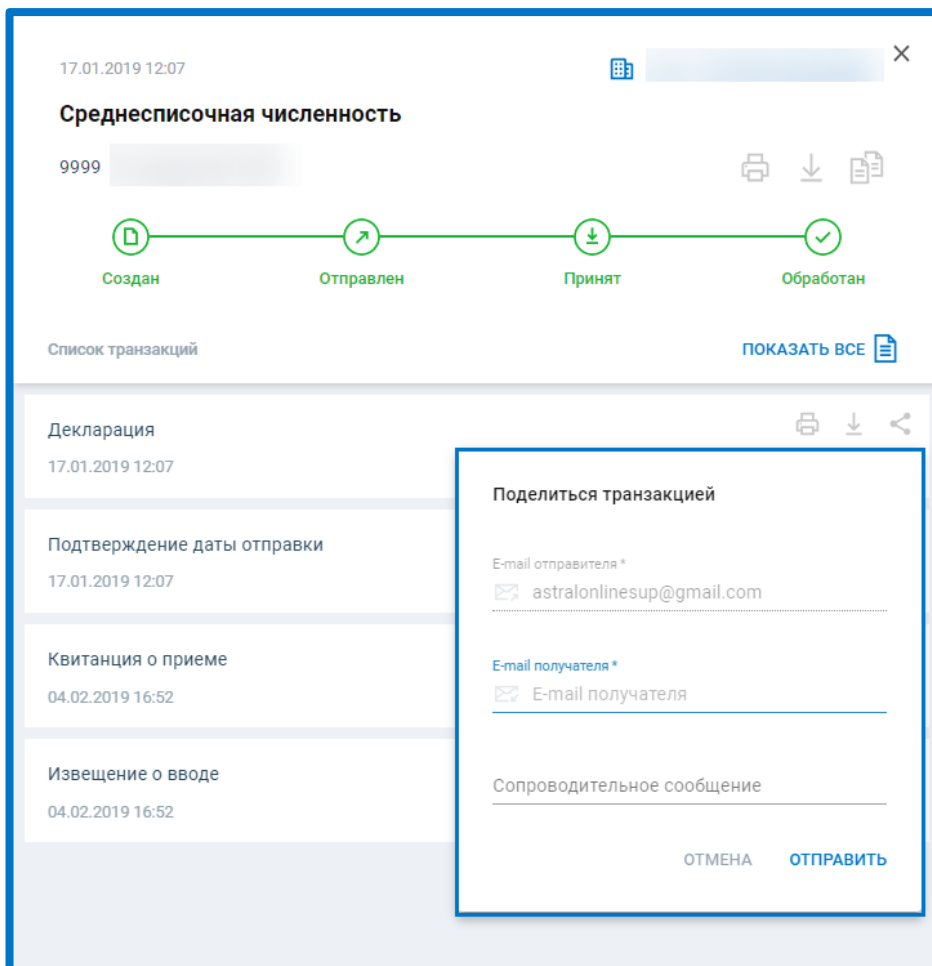 17.01.2019 12:07
Среднесписочная численность
9999
Создан
Отправлен
Принят
Обработан
Список транзакций
ПОКАЗАТЬ ВСЕ
Декларация
17.01.2019 12:07
Подтверждение даты отправки
17.01.2019 12:07
Квитанция о приеме
04.02.2019 16:52
Извещение о вводе
04.02.2019 16:52
Поделиться транзакцией
E-mail отправителя *
astralonlinesup@gmail.com
E-mail получателя *
E-mail получателя
Сопроводительное сообщение
ОТМЕНА
ОТПРАВИТЬ